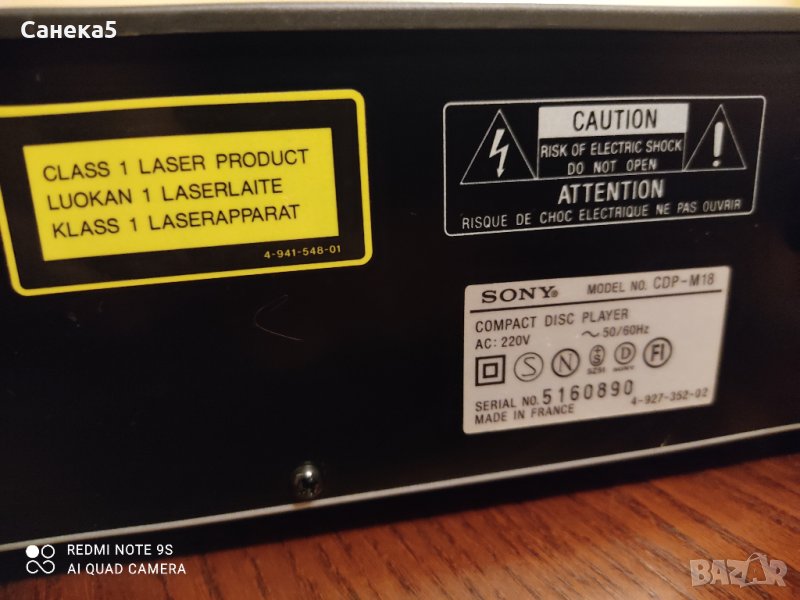 Санека5
CLASS 1 LASER PRODUCT
LUOKAN 1 LASERLAITE
KLASS 1 LASERAPPARAT
4-941-548-01
CAUTION
RISK OF ELECTRIC SHOCK
DO NOT OPEN
ATTENTION
RISQUE DE CHOC ELECTRIQUE NE PAS OUVRIR
SONY® MODEL NO. CDP-M18
COMPACT DISC PLAYER
AC: 220V ~ 50/60Hz
S N S D FI
SZSI SONY
SERIAL NO. 5160890 4-927-352-02
MADE IN FRANCE
REDMI NOTE 9S
AI QUAD CAMERA
BAZAR